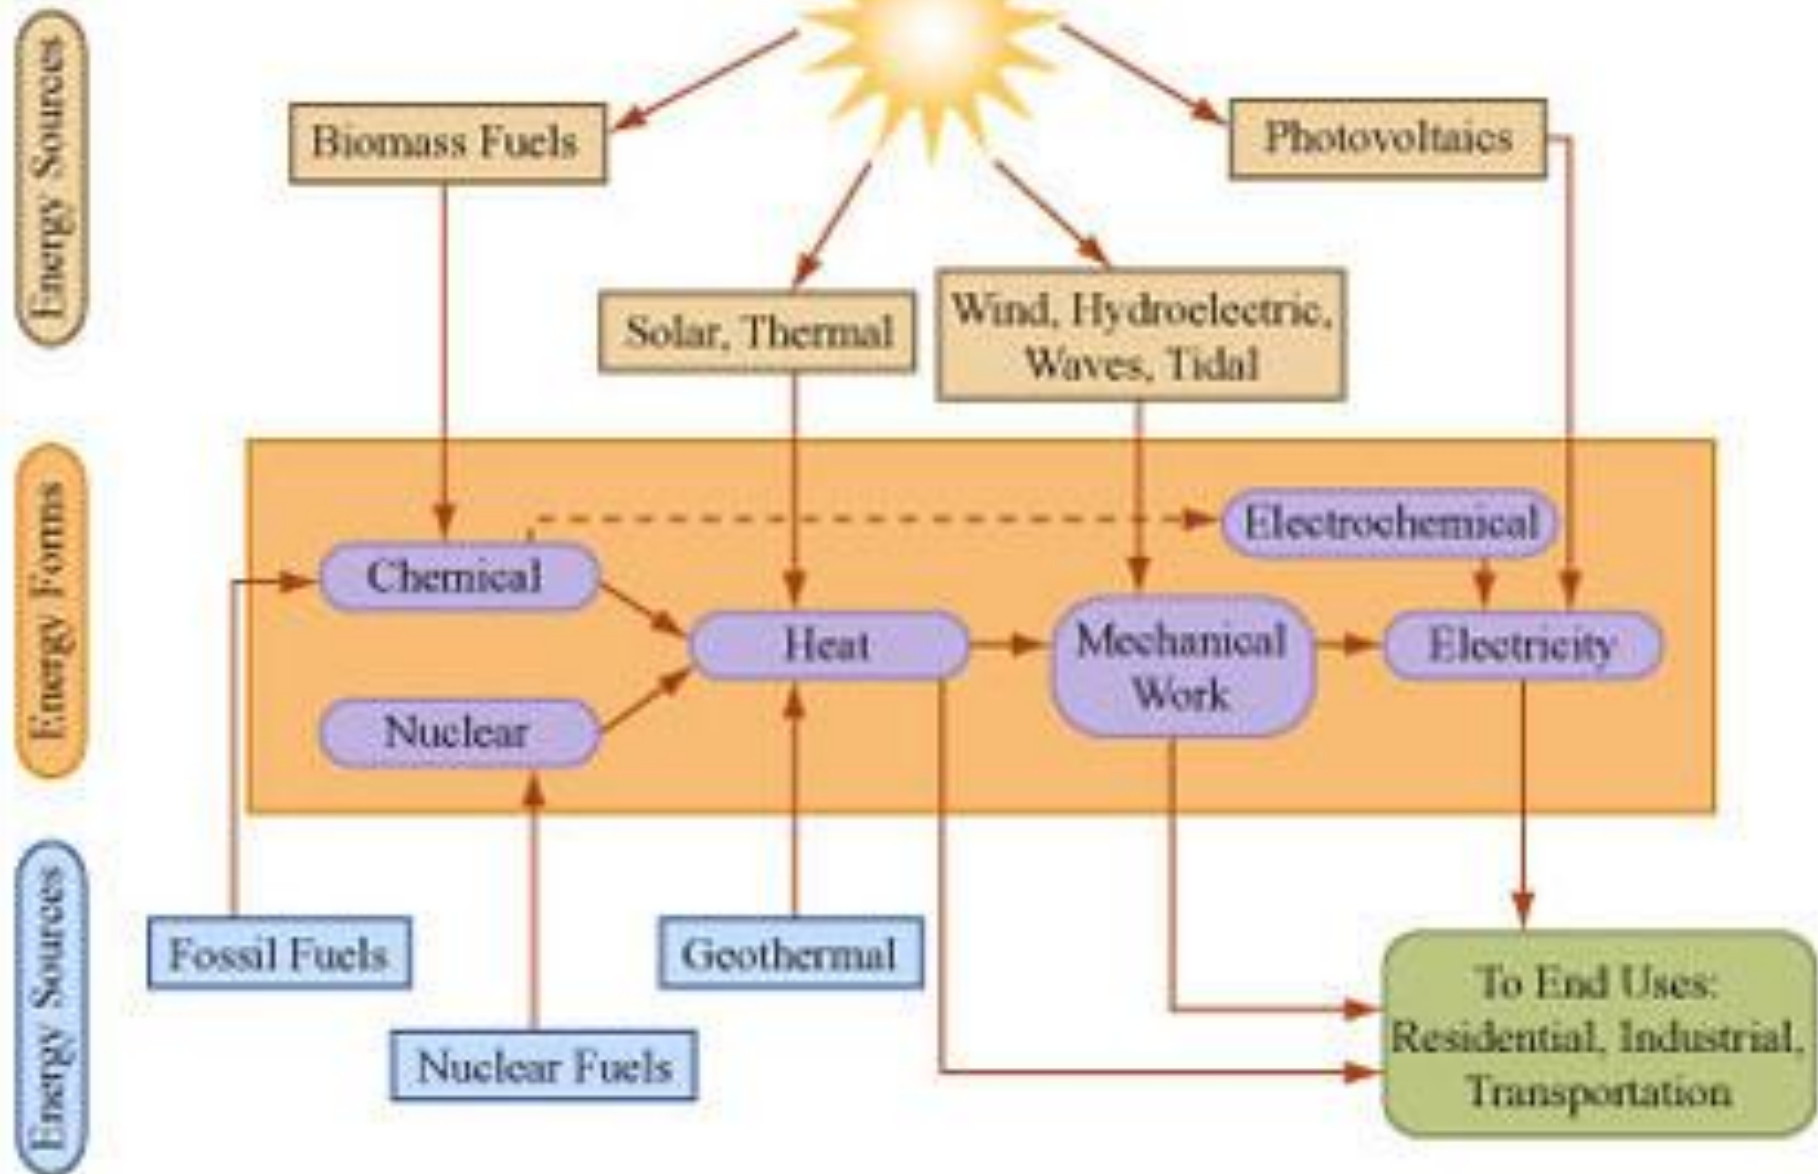 Energy Sources
Biomass Fuels
Photovoltaics
Solar, Thermal
Wind, Hydroelectric,
Waves, Tidal
Energy Foms
Electrochemical
Chemical
Heat
Mechanical
Work
Electricity
Nuclear
Energy Sources
Fossil Fuels
Geothermal
Nuclear Fuels
To End Uses:
Residential, Industrial,
Transportation